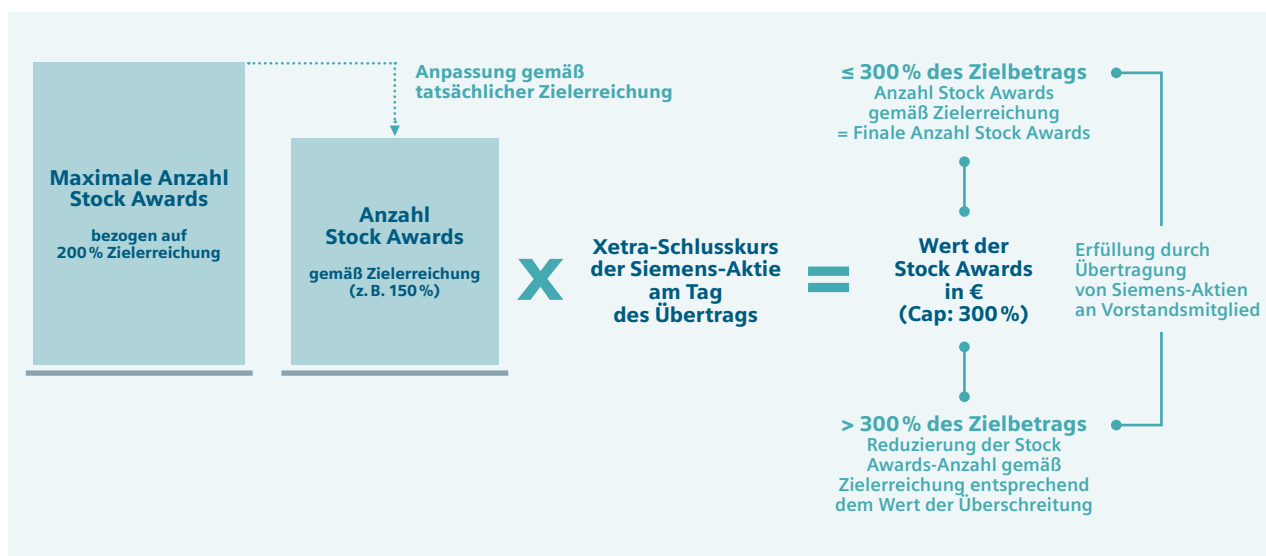 Maximale Anzahl
Stock Awards
bezogen auf
200 % Zielerreichung
Anpassung gemäß
tatsächlicher Zielerreichung
Anzahl
Stock Awards
gemäß Zielerreichung
(z. B. 150 %)
X
Xetra-Schlusskurs
der Siemens-Aktie
am Tag
des Übertrags
=
≤ 300 % des Zielbetrags
Anzahl Stock Awards
gemäß Zielerreichung
= Finale Anzahl Stock Awards
Wert der
Stock Awards
in €
(Cap: 300 %)
> 300 % des Zielbetrags
Reduzierung der Stock
Awards-Anzahl gemäß
Zielerreichung entsprechend
dem Wert der Überschreitung
Erfüllung durch
Übertragung
von Siemens-Aktien
an Vorstandsmitglied